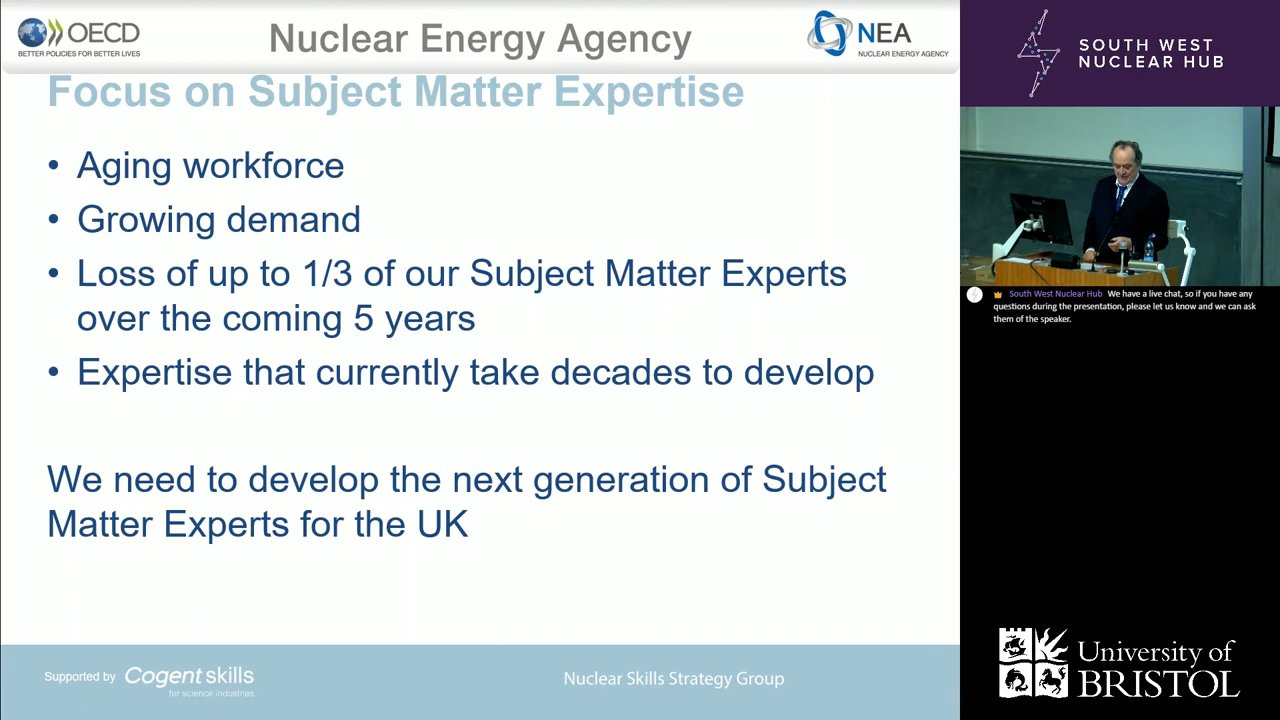 OECD
BETTER POLICIES FOR BETTER LIVES
Nuclear Energy Agency
NEA
NUCLEAR ENERGY AGENCY
Focus on Subject Matter Expertise
• Aging workforce
• Growing demand
• Loss of up to 1/3 of our Subject Matter Experts
over the coming 5 years
• Expertise that currently take decades to develop
We need to develop the next generation of Subject
Matter Experts for the UK
Supported by Cogent skills
for science industries
Nuclear Skills Strategy Group
SOUTH WEST
NUCLEAR HUB
South West Nuclear Hub We have a live chat, so if you have any
questions during the presentation, please let us know and we can ask
them of the speaker.
University of
BRISTOL